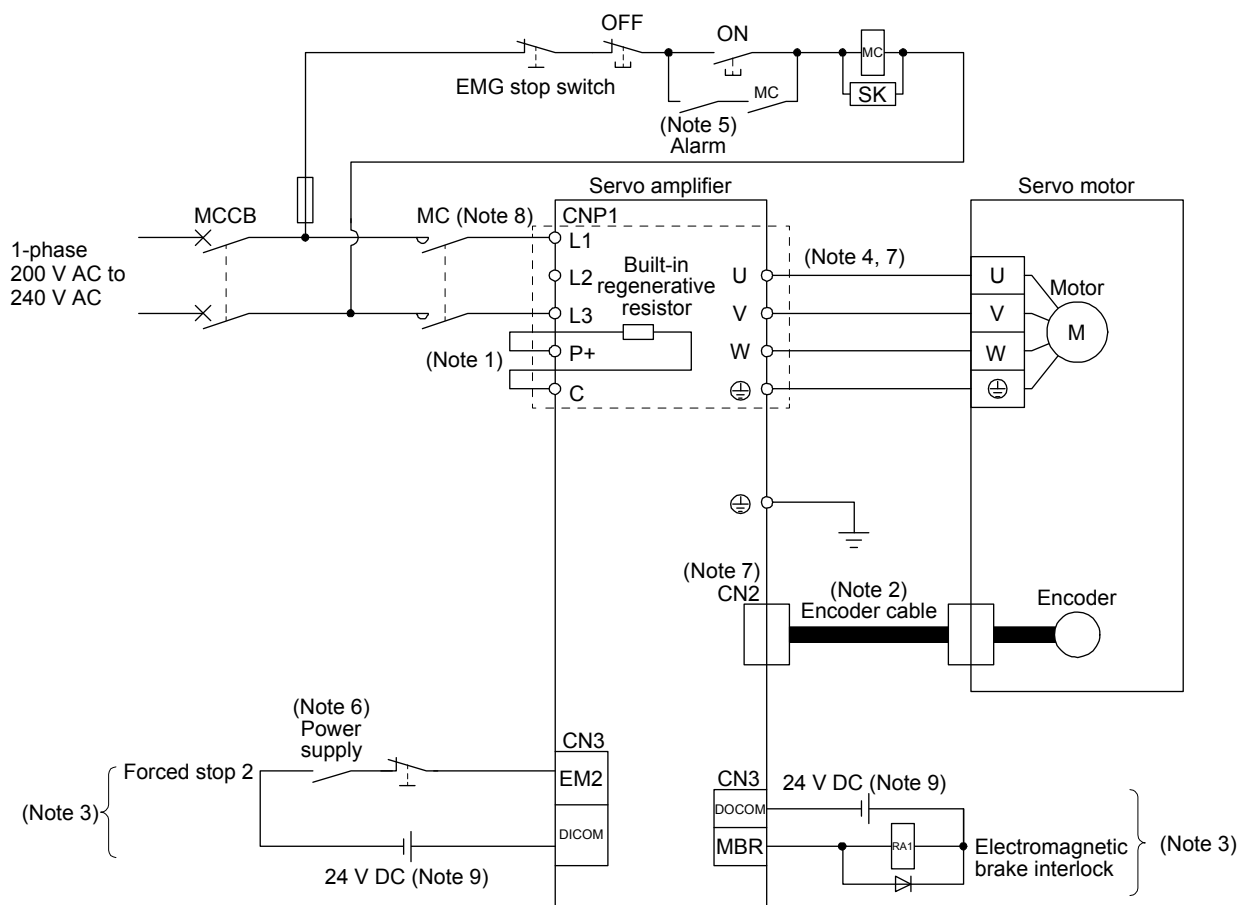 OFF
ON
MC
EMG stop switch
SK
MC
(Note 5)
Alarm
Servo amplifier
Servo motor
MCCB
MC (Note 8)
CNP1
1-phase
200 V AC to
240 V AC
L1
L2
L3
P+
C
Built-in
regenerative
resistor
(Note 1)
U
V
W
(Note 4, 7)
U
V
W
Motor
M
(Note 7)
CN2
(Note 2)
Encoder cable
Encoder
(Note 6)
Power
supply
CN3
Forced stop 2
EM2
DICOM
(Note 3)
24 V DC (Note 9)
CN3
24 V DC (Note 9)
DOCOM
MBR
RA1
Electromagnetic
brake interlock
(Note 3)